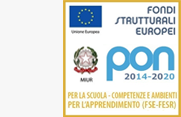 FONDI
STRUTTURALI
EUROPEI
Unione Europea
pon
MIUR
2014-2020
PER LA SCUOLA - COMPETENZE E AMBIENTI
PER L'APPRENDIMENTO (FSE-FESR)